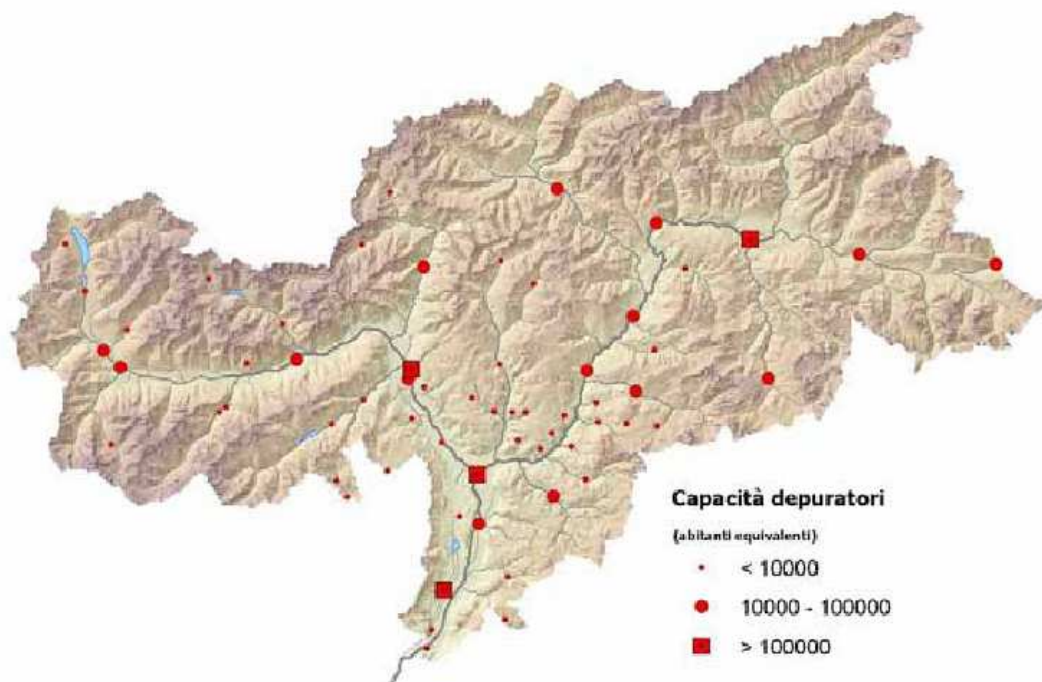 Capacità depuratori
(abitanti equivalenti)
< 10000
10000 - 100000
> 100000